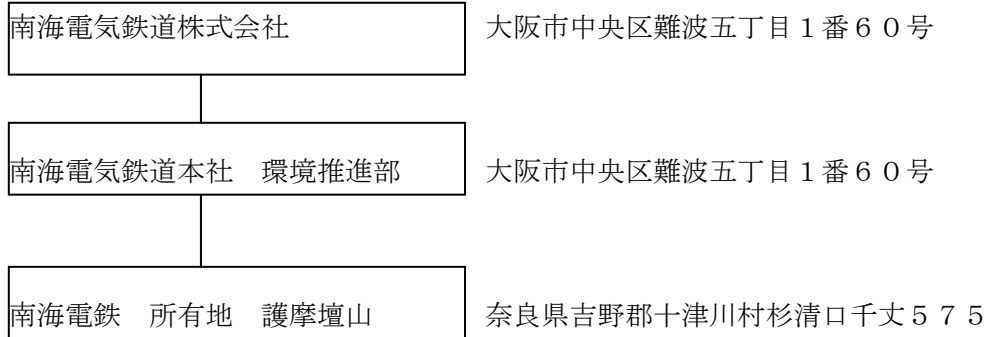 南海電気鉄道株式会社　大阪市中央区難波五丁目１番６０号
南海電気鉄道本社　環境推進部　大阪市中央区難波五丁目１番６０号
南海電鉄　所有地　護摩壇山　奈良県吉野郡十津川村杉清口千丈５７５